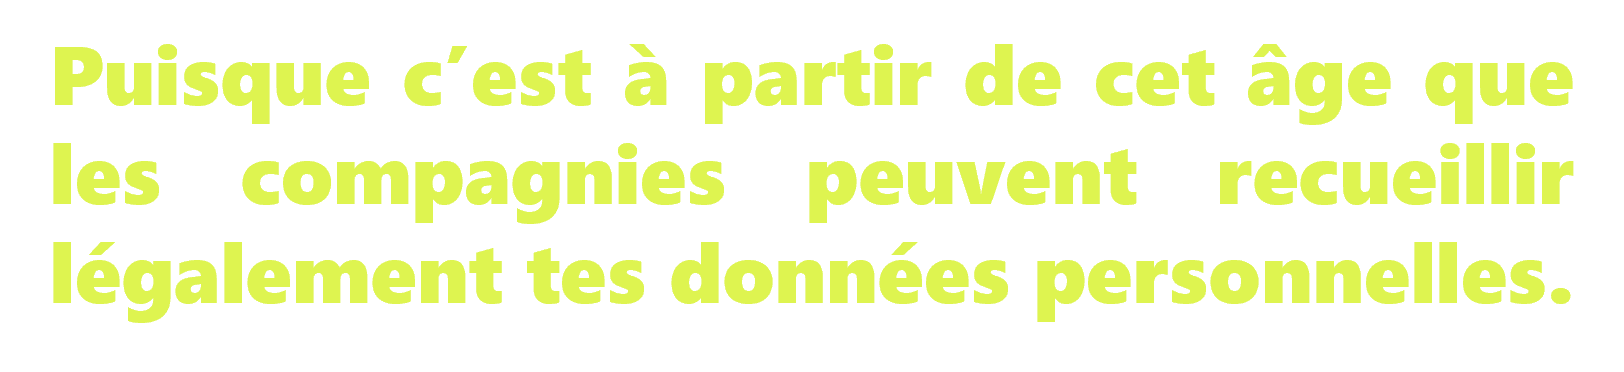 Puisque c’est à partir de cet âge que
les compagnies peuvent recueillir
légalement tes données personnelles.